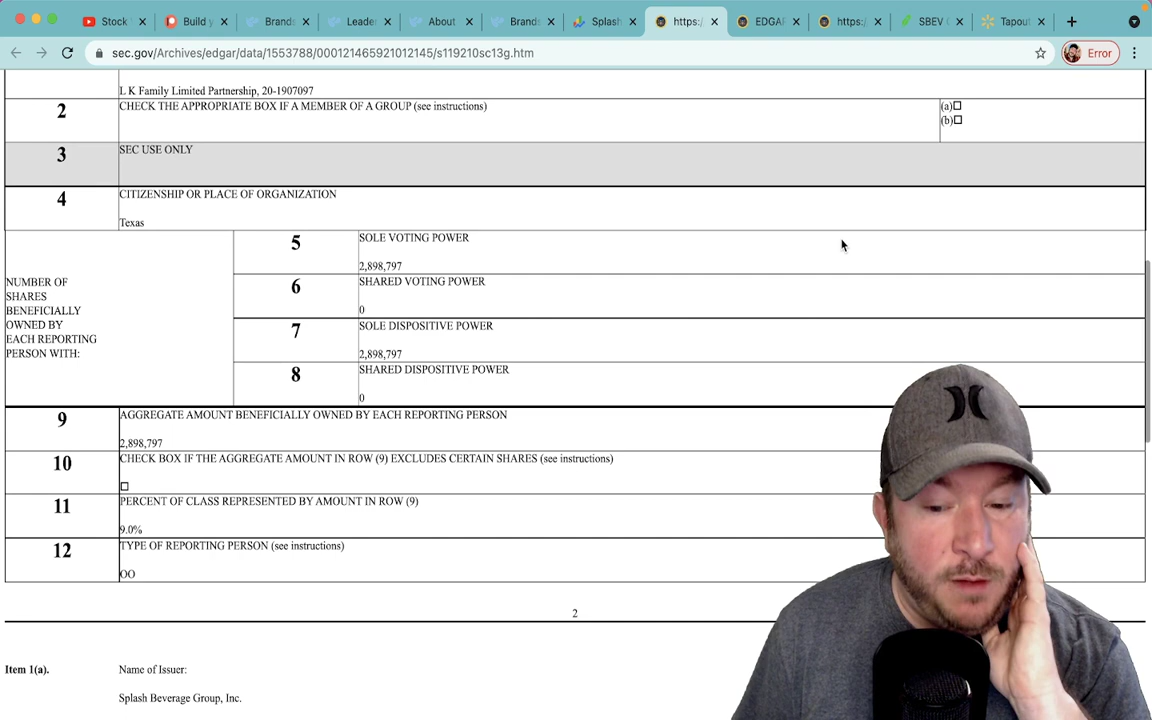 Stock
Build y
Brands
Leade
About
Brands
Splash
https:/
EDGAR
https:/
SBEV
Tapout
sec.gov/Archives/edgar/data/1553788/000121465921012145/s119210sc13g.htm
Error
L K Family Limited Partnership, 20-1907097
2
CHECK THE APPROPRIATE BOX IF A MEMBER OF A GROUP (see instructions)
(a)☐
(b)☐
3
SEC USE ONLY
4
CITIZENSHIP OR PLACE OF ORGANIZATION
Texas
NUMBER OF
SHARES
BENEFICIALLY
OWNED BY
EACH REPORTING
PERSON WITH:
5
SOLE VOTING POWER
2,898,797
6
SHARED VOTING POWER
0
7
SOLE DISPOSITIVE POWER
2,898,797
8
SHARED DISPOSITIVE POWER
0
9
AGGREGATE AMOUNT BENEFICIALLY OWNED BY EACH REPORTING PERSON
2,898,797
10
CHECK BOX IF THE AGGREGATE AMOUNT IN ROW (9) EXCLUDES CERTAIN SHARES (see instructions)
☐
11
PERCENT OF CLASS REPRESENTED BY AMOUNT IN ROW (9)
9.0%
12
TYPE OF REPORTING PERSON (see instructions)
OO
2
Item 1(a).
Name of Issuer:
Splash Beverage Group, Inc.